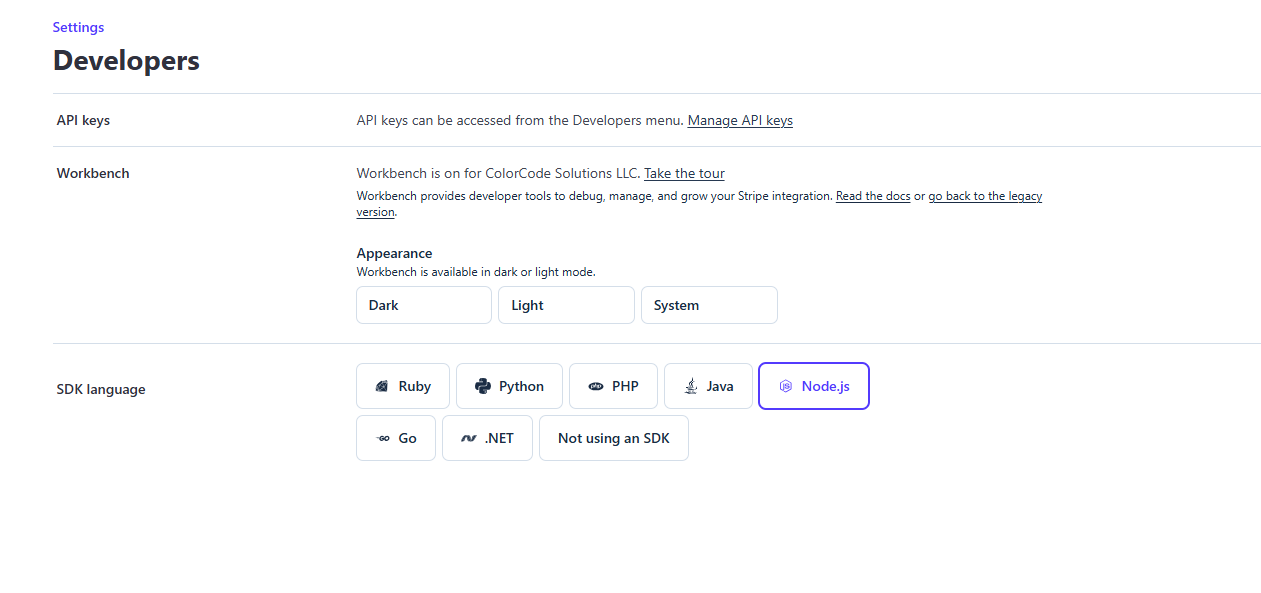 Settings
Developers
API keys
API keys can be accessed from the Developers menu. Manage API keys
Workbench
Workbench is on for ColorCode Solutions LLC. Take the tour
Workbench provides developer tools to debug, manage, and grow your Stripe integration. Read the docs or go back to the legacy
version.
Appearance
Workbench is available in dark or light mode.
Dark Light System
SDK language
Ruby Python php PHP Java Node.js
Go .NET Not using an SDK